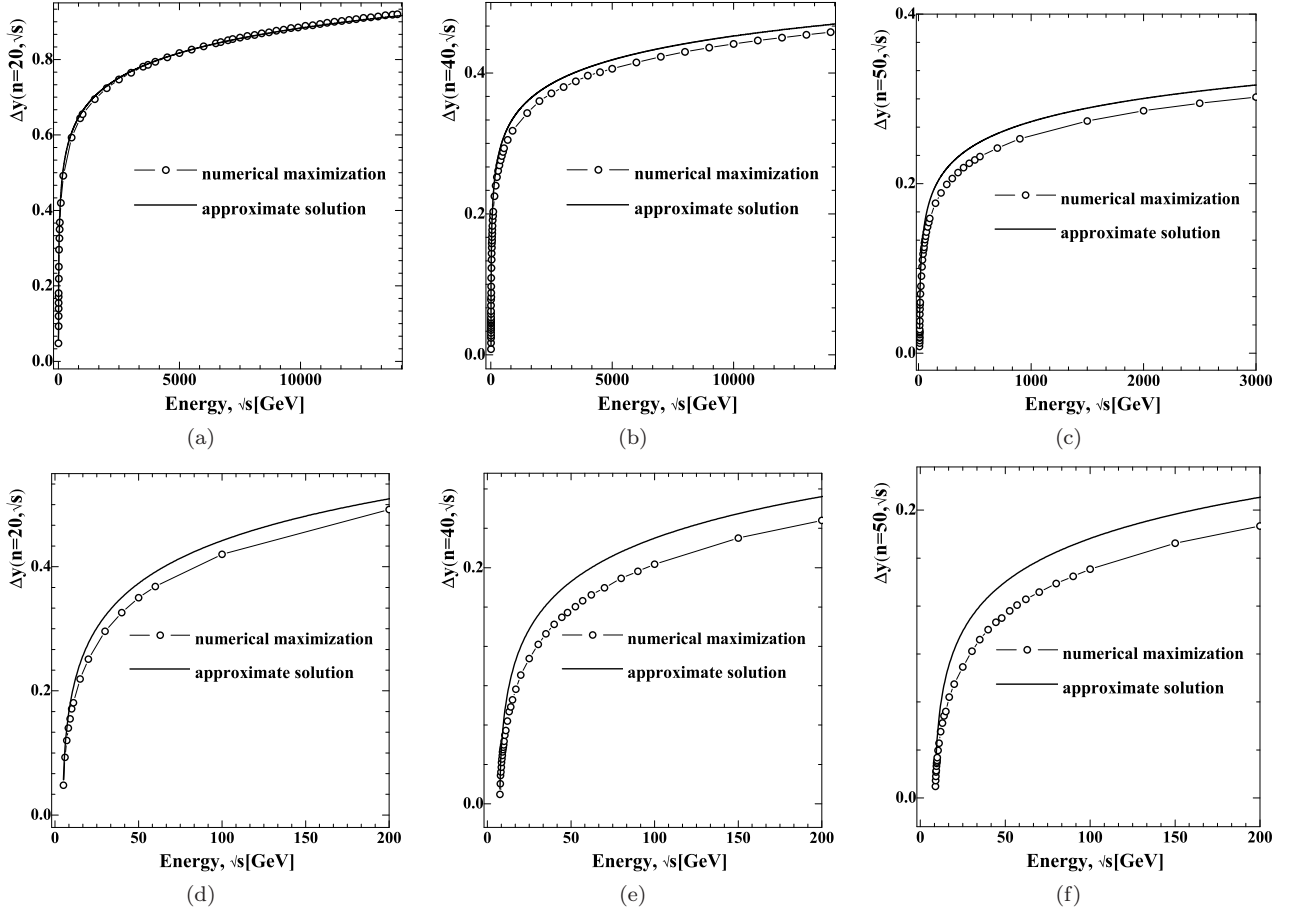 Δy(n=20,√s)
0.8
0.6
0.4
0.2
0.0
numerical maximization
approximate solution
0
5000
10000
Energy, √s[GeV]
(a)
Δy(n=40,√s)
0.4
0.2
0.0
numerical maximization
approximate solution
0
5000
10000
Energy, √s[GeV]
(b)
Δy(n=50,√s)
0.4
0.2
0.0
numerical maximization
approximate solution
0
1000
2000
3000
Energy, √s[GeV]
(c)
Δy(n=20,√s)
0.4
0.2
0.0
numerical maximization
approximate solution
0
50
100
150
200
Energy, √s[GeV]
(d)
Δy(n=40,√s)
0.2
0.0
numerical maximization
approximate solution
0
50
100
150
200
Energy, √s[GeV]
(e)
Δy(n=50,√s)
0.2
0.0
numerical maximization
approximate solution
0
50
100
150
200
Energy, √s[GeV]
(f)